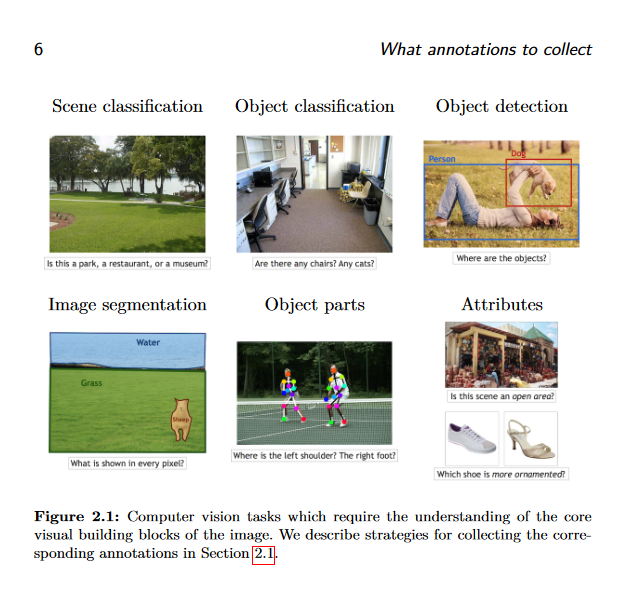 6
What annotations to collect
Scene classification
Object classification
Object detection
Person
Dog
Is this a park, a restaurant, or a museum?
Are there any chairs? Any cats?
Where are the objects?
Image segmentation
Object parts
Attributes
Water
Grass
Sheep
Is this scene an open area?
What is shown in every pixel?
Where is the left shoulder? The right foot?
Which shoe is more ornamented?
Figure 2.1: Computer vision tasks which require the understanding of the core
visual building blocks of the image. We describe strategies for collecting the corre-
sponding annotations in Section 2.1.